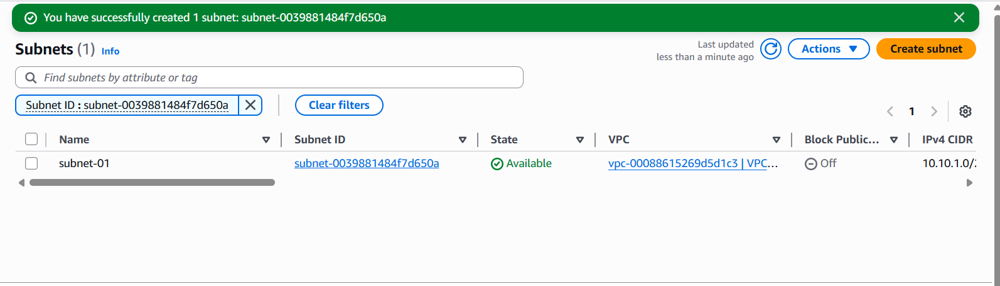 You have successfully created 1 subnet: subnet-0039881484f7d650a
Subnets (1) Info
Last updated
less than a minute ago
Actions
Create subnet
Find subnets by attribute or tag
Subnet ID : subnet-0039881484f7d650a
Clear filters
1
Name Subnet ID State VPC Block Public... IPv4 CIDR
subnet-01 subnet-0039881484f7d650a Available vpc-00088615269d5d1c3 | VPC... Off 10.10.1.0/